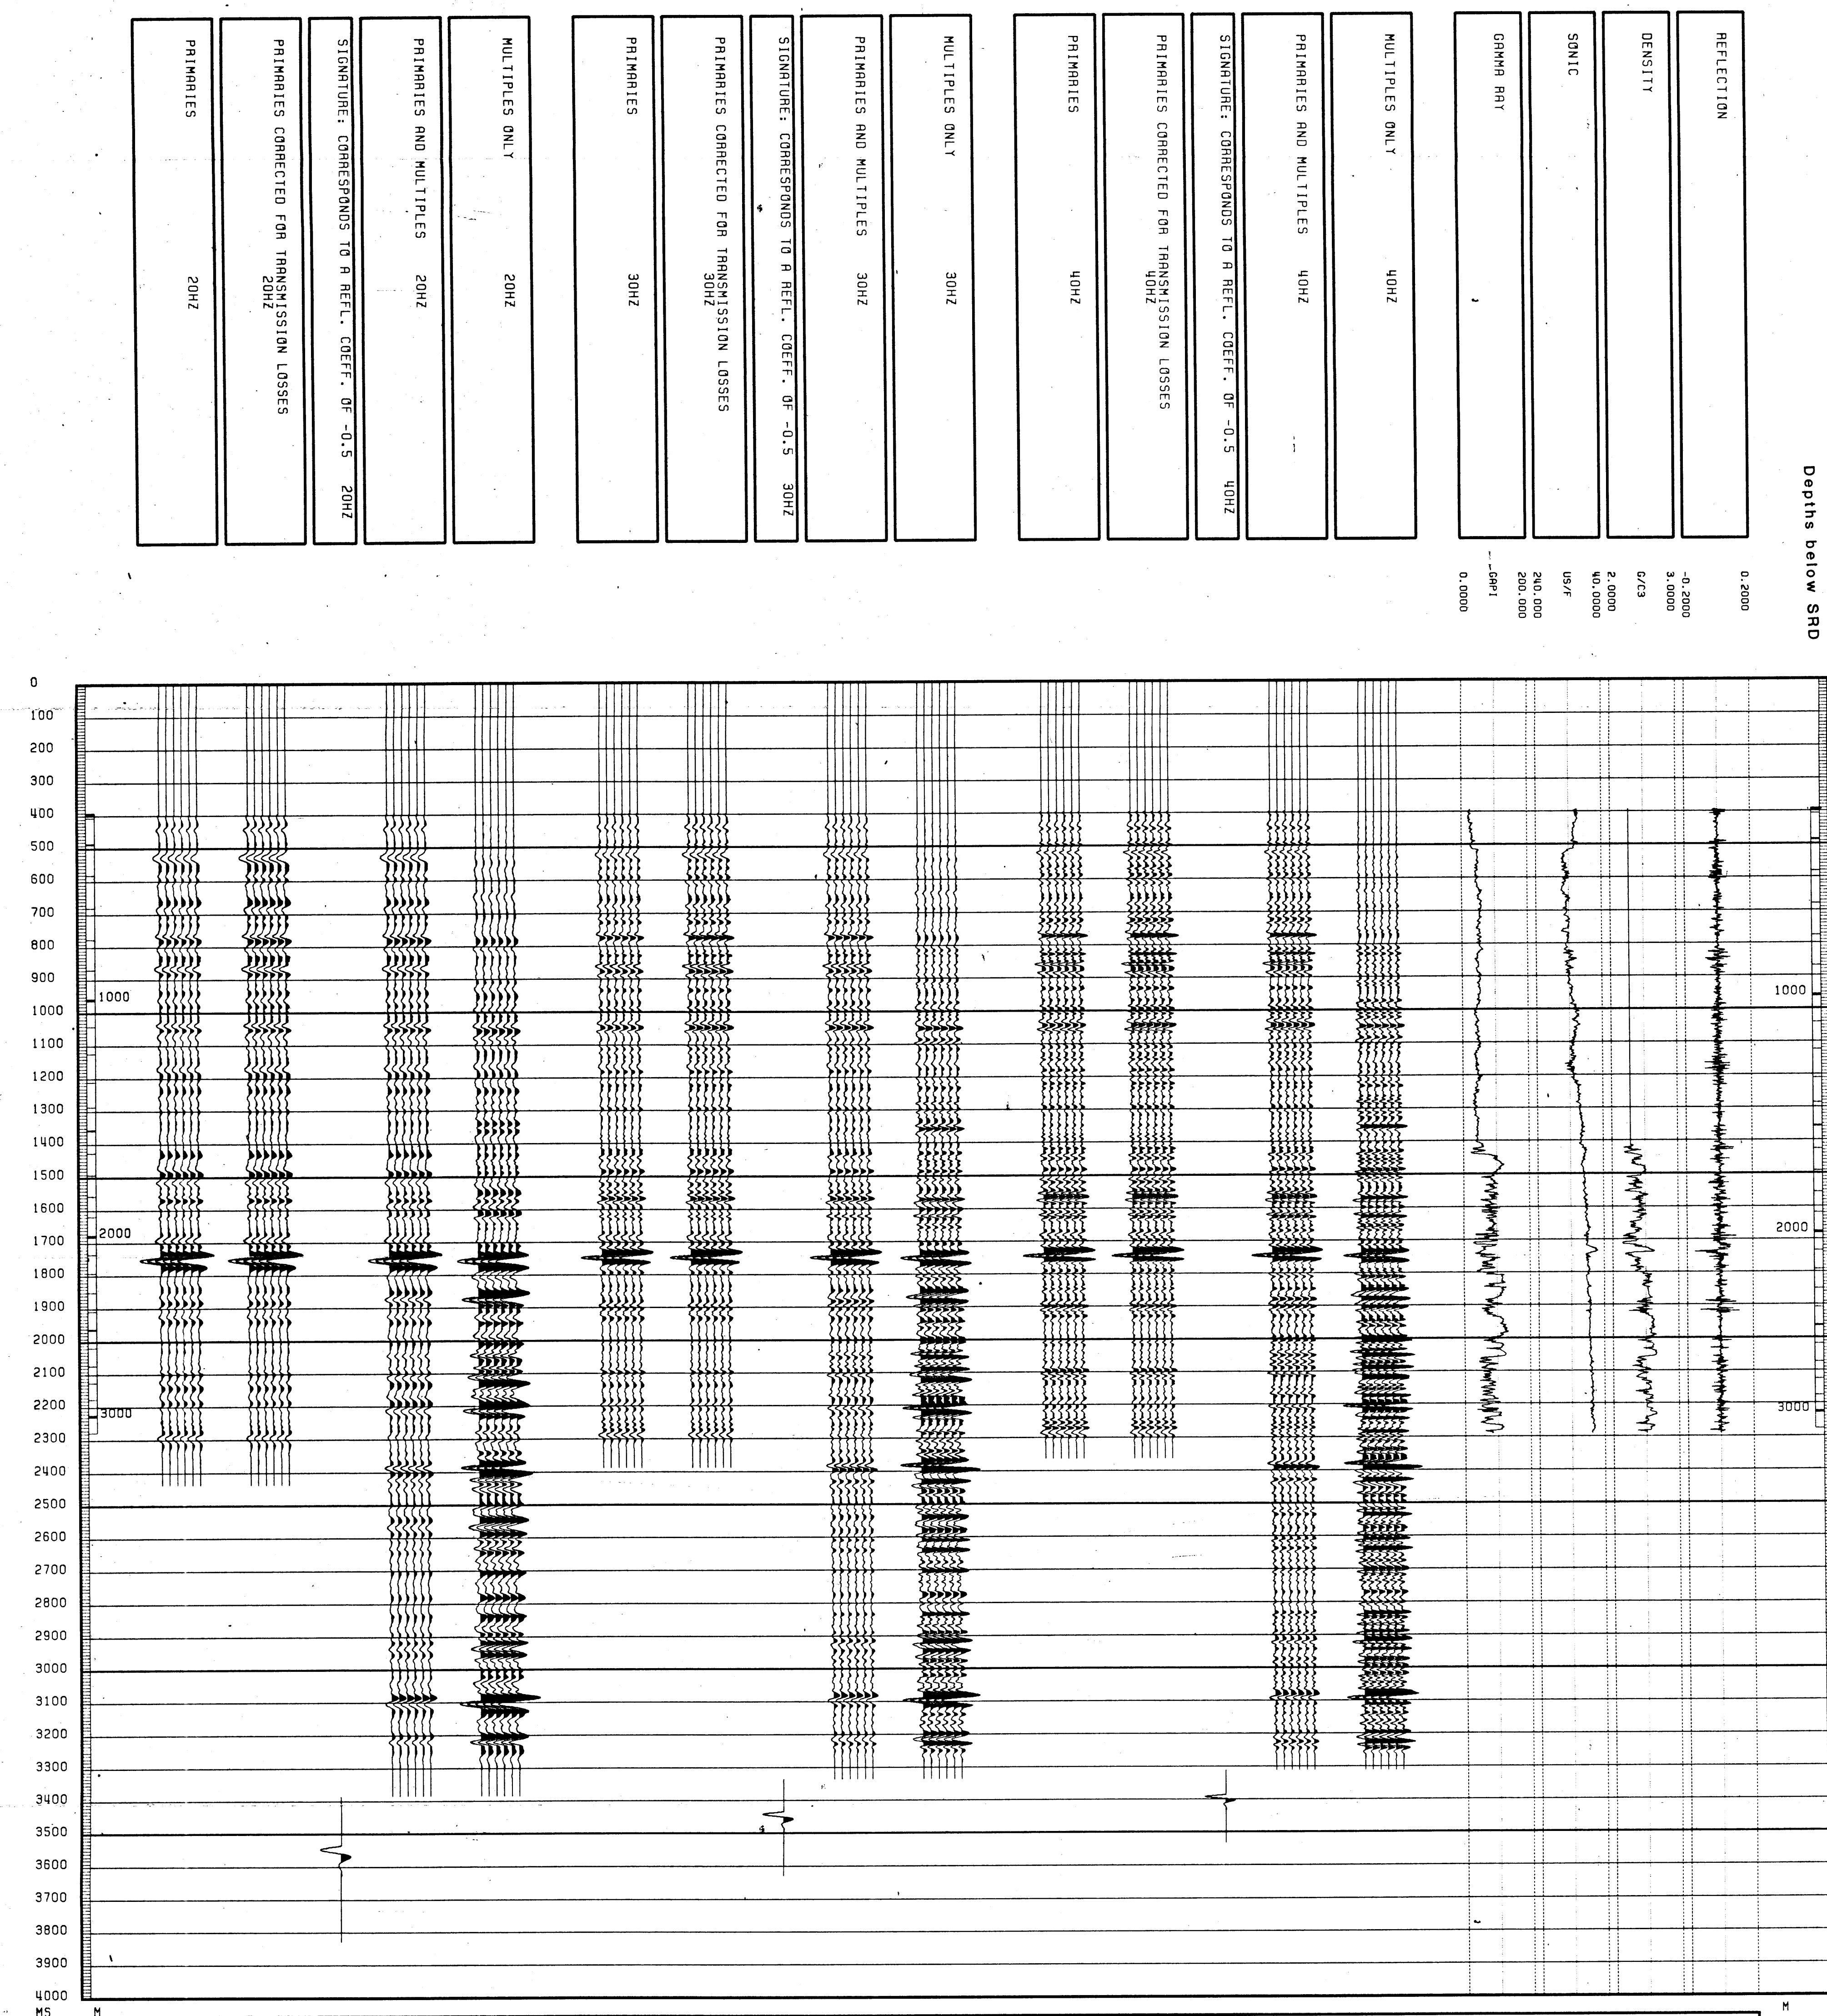 PRIMARIES 20HZ
PRIMARIES CORRECTED FOR TRANSMISSION LOSSES
20HZ
SIGNATURE: CORRESPONDS TO A REFL. COEFF. OF -0.5 20HZ
PRIMARIES AND MULTIPLES 20HZ
MULTIPLES ONLY 20HZ
PRIMARIES 30HZ
PRIMARIES CORRECTED FOR TRANSMISSION LOSSES
30HZ
SIGNATURE: CORRESPONDS TO A REFL. COEFF. OF -0.5 30HZ
PRIMARIES AND MULTIPLES 30HZ
MULTIPLES ONLY 30HZ
PRIMARIES 40HZ
PRIMARIES CORRECTED FOR TRANSMISSION LOSSES
40HZ
SIGNATURE: CORRESPONDS TO A REFL. COEFF. OF -0.5 40HZ
PRIMARIES AND MULTIPLES 40HZ
MULTIPLES ONLY 40HZ
GAMMA RAY
SONIC
DENSITY
REFLECTION
Depths below SRD
0.0000 GAPI 200.000
240.000 US/F 40.0000
2.0000 G/C3 3.0000
-0.2000 0.2000
0
100
200
300
400
500
600
700
800
900
1000 1000
1000
1100
1200
1300
1400
1500
1600
1700
2000 2000
1800
1900
2000
2100
2200
3000 3000
2300
2400
2500
2600
2700
2800
2900
3000
3100
3200
3300
3400
3500
3600
3700
3800
3900
4000
MS M M